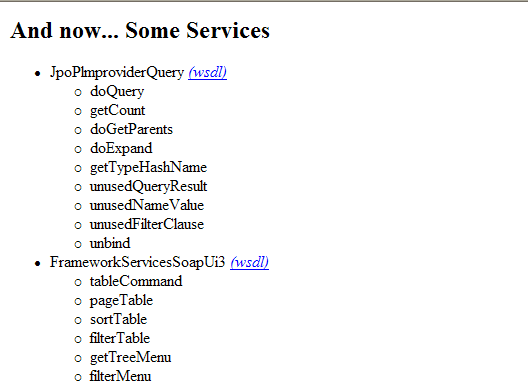 And now... Some Services
JpoPlmproviderQuery (wsdl)
doQuery
getCount
doGetParents
doExpand
getTypeHashName
unusedQueryResult
unusedNameValue
unusedFilterClause
unbind
FrameworkServicesSoapUi3 (wsdl)
tableCommand
pageTable
sortTable
filterTable
getTreeMenu
filterMenu